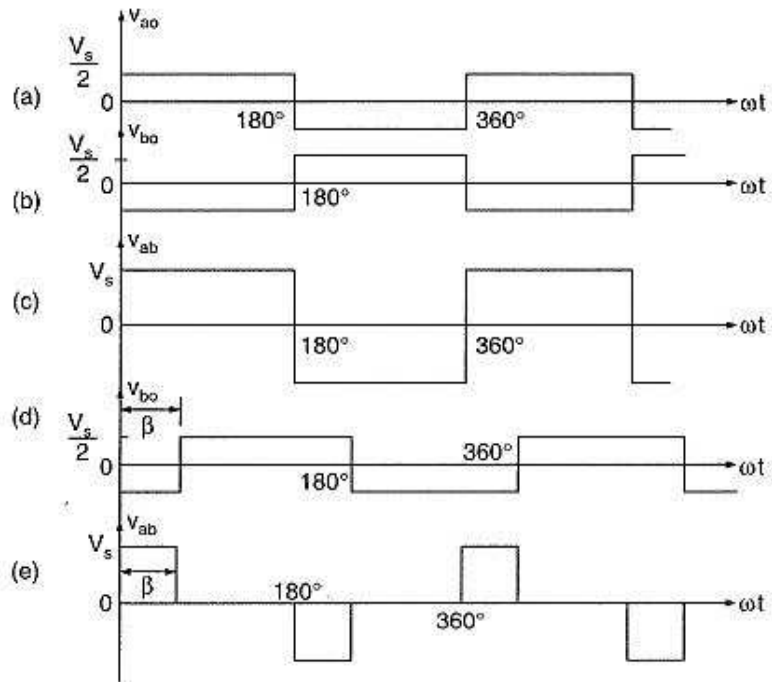 v_ao
V_s/2
(a)
0
ωt
180°
360°
v_bo
V_s/2
0
(b)
180°
v_ab
V_s
(c)
0
ωt
180°
360°
v_bo
(d)
β
V_s/2
360°
0
ωt
180°
v_ab
V_s
(e)
β
180°
0
ωt
360°